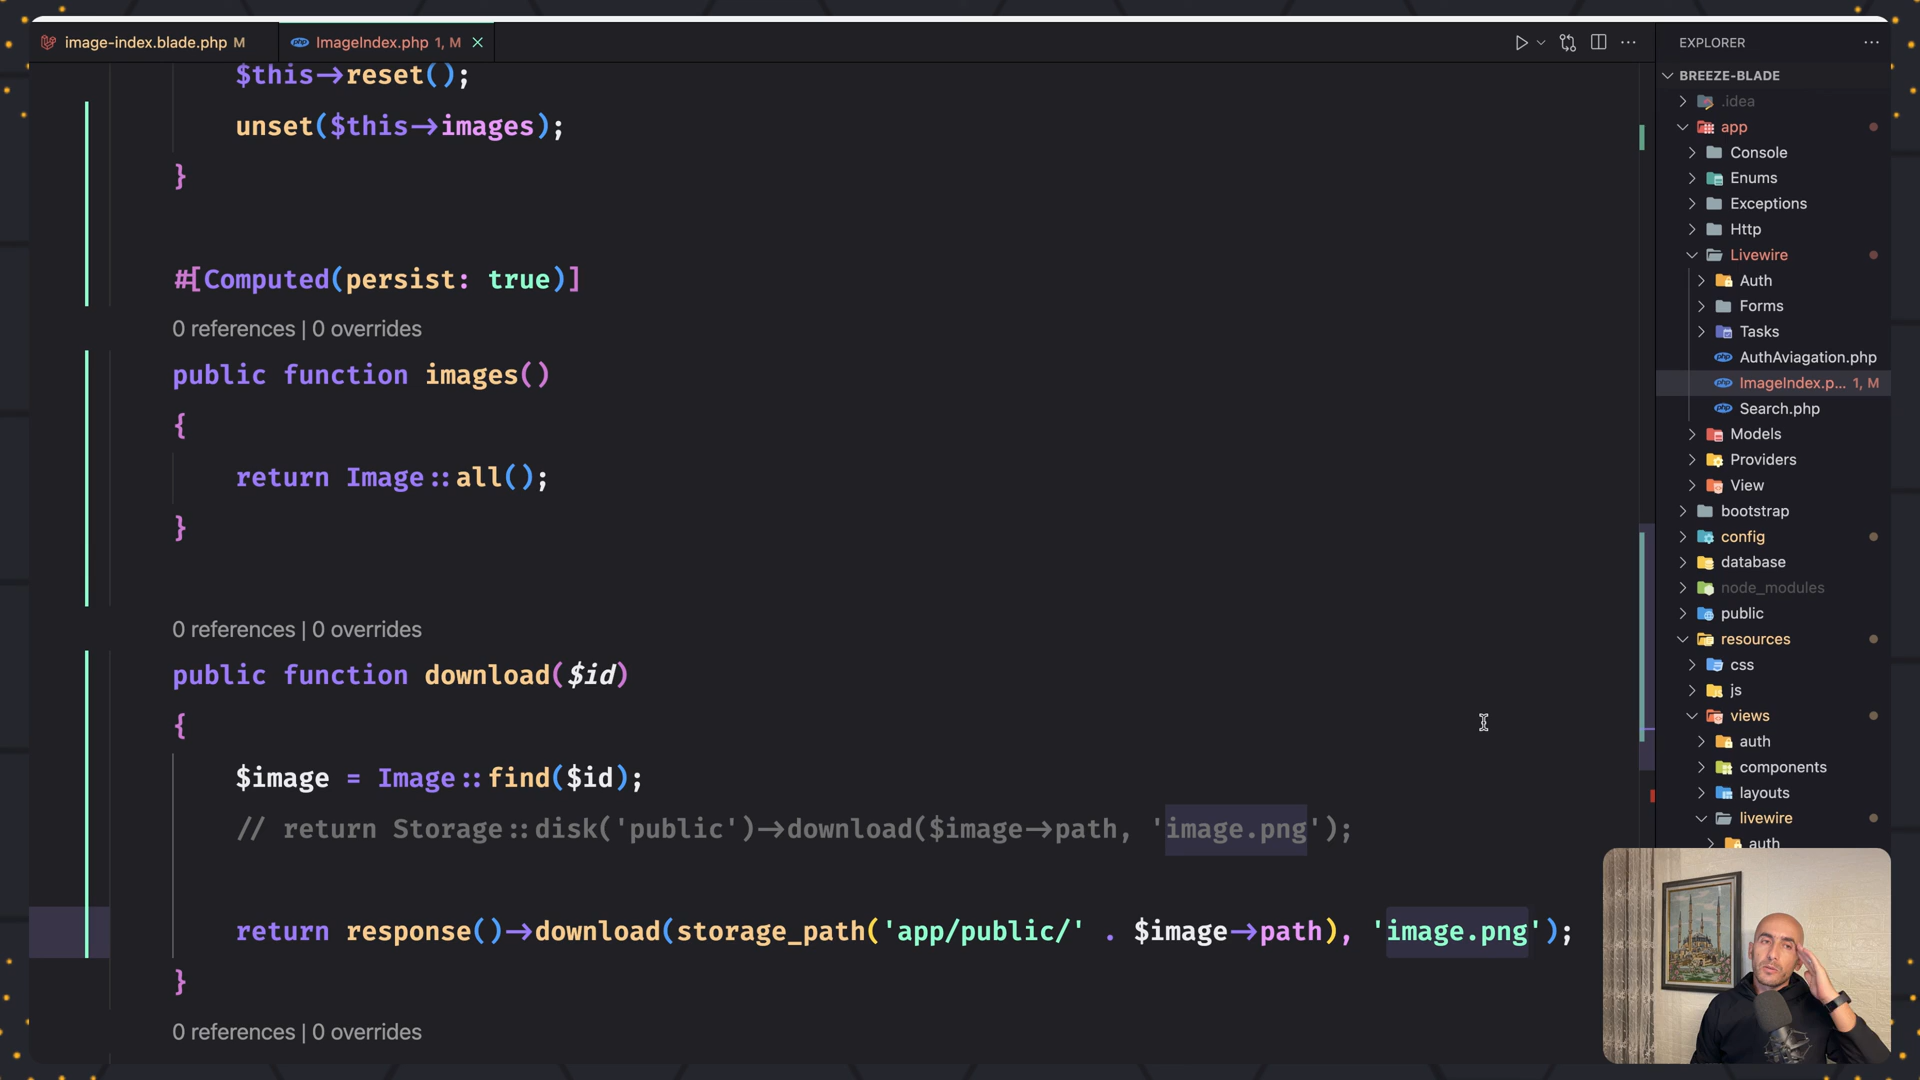 image-index.blade.php M
ImageIndex.php 1, M
$this->reset();
unset($this->images);
}
#[Computed(persist: true)]
0 references | 0 overrides
public function images()
{
return Image::all();
}
0 references | 0 overrides
public function download($id)
{
$image = Image::find($id);
// return Storage::disk('public')->download($image->path, 'image.png');
return response()->download(storage_path('app/public/' . $image->path), 'image.png');
}
0 references | 0 overrides
EXPLORER
BREEZE-BLADE
.idea
app
Console
Enums
Exceptions
Http
Livewire
Auth
Forms
Tasks
AuthAviagation.php
ImageIndex.p... 1, M
Search.php
Models
Providers
View
bootstrap
config
database
node_modules
public
resources
css
js
views
auth
components
layouts
livewire
auth